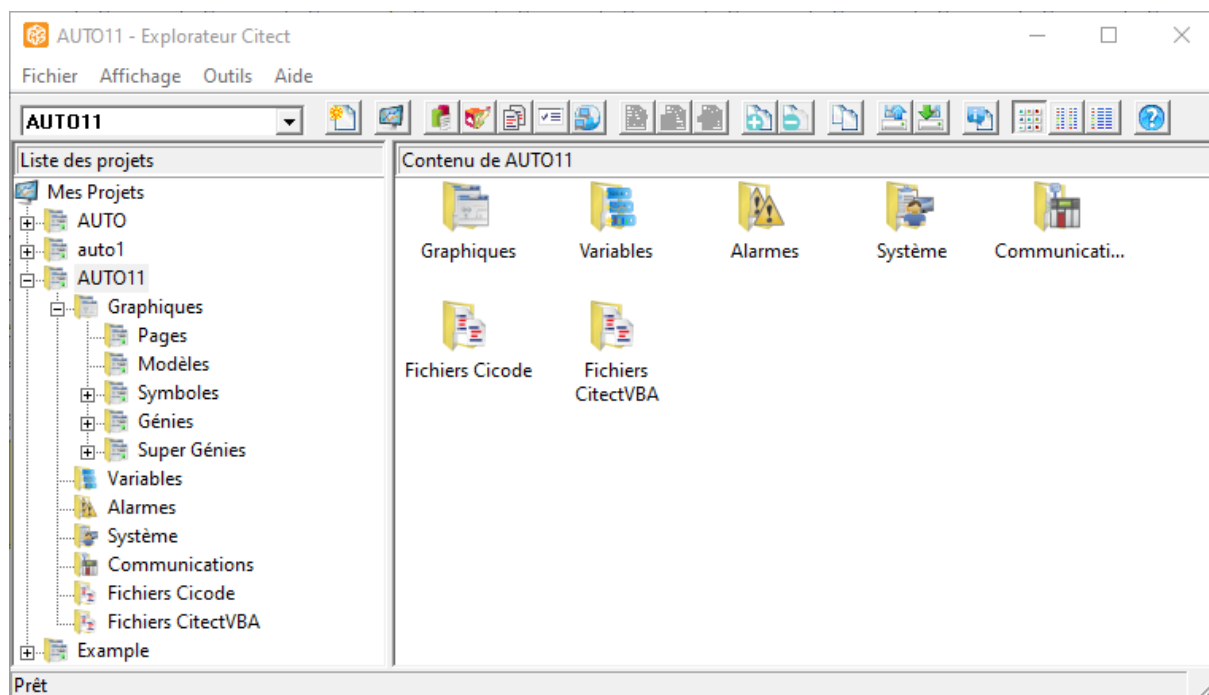 AUTO11 - Explorateur Citect
Fichier Affichage Outils Aide
AUTO11
Liste des projets
Mes Projets
AUTO
auto1
AUTO11
Graphiques
Pages
Modèles
Symboles
Génies
Super Génies
Variables
Alarmes
Système
Communications
Fichiers Cicode
Fichiers CitectVBA
Example
Contenu de AUTO11
Graphiques Variables Alarmes Système Communicati...
Fichiers Cicode Fichiers
CitectVBA
Prêt